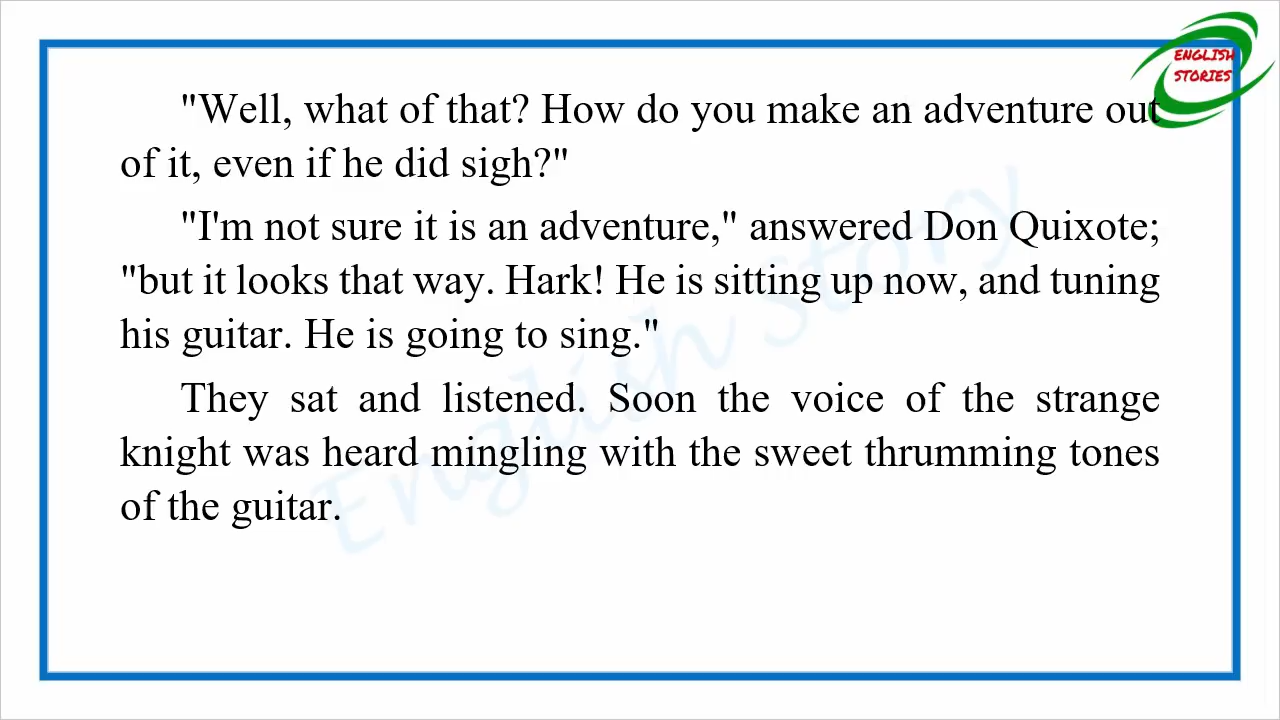 ENGLISH
STORIES
"Well, what of that? How do you make an adventure out
of it, even if he did sigh?"
"I'm not sure it is an adventure," answered Don Quixote;
"but it looks that way. Hark! He is sitting up now, and tuning
his guitar. He is going to sing."
They sat and listened. Soon the voice of the strange
knight was heard mingling with the sweet thrumming tones
of the guitar.
English Story